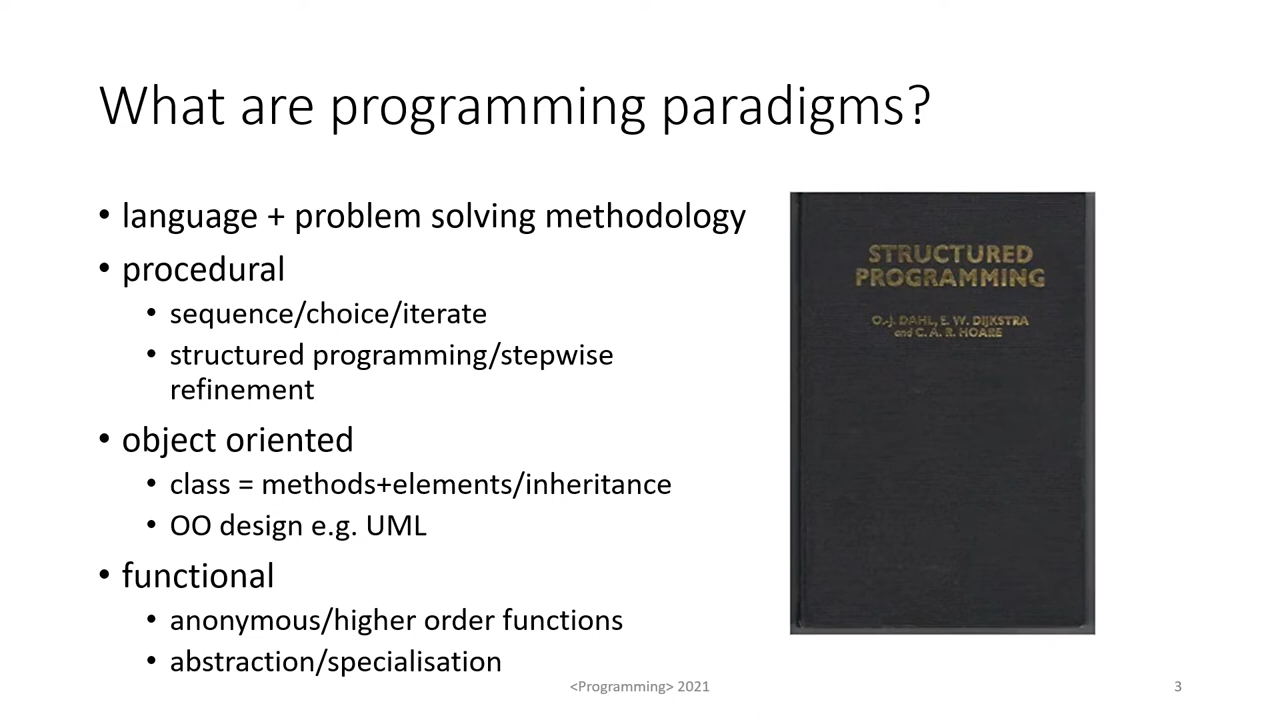 What are programming paradigms?
• language + problem solving methodology
• procedural
• sequence/choice/iterate
• structured programming/stepwise
refinement
• object oriented
• class = methods+elements/inheritance
• OO design e.g. UML
• functional
• anonymous/higher order functions
• abstraction/specialisation
STRUCTURED
PROGRAMMING
O.-J. DAHL, E. W. DIJKSTRA
and C. A. R. HOARE
<Programming> 2021
3